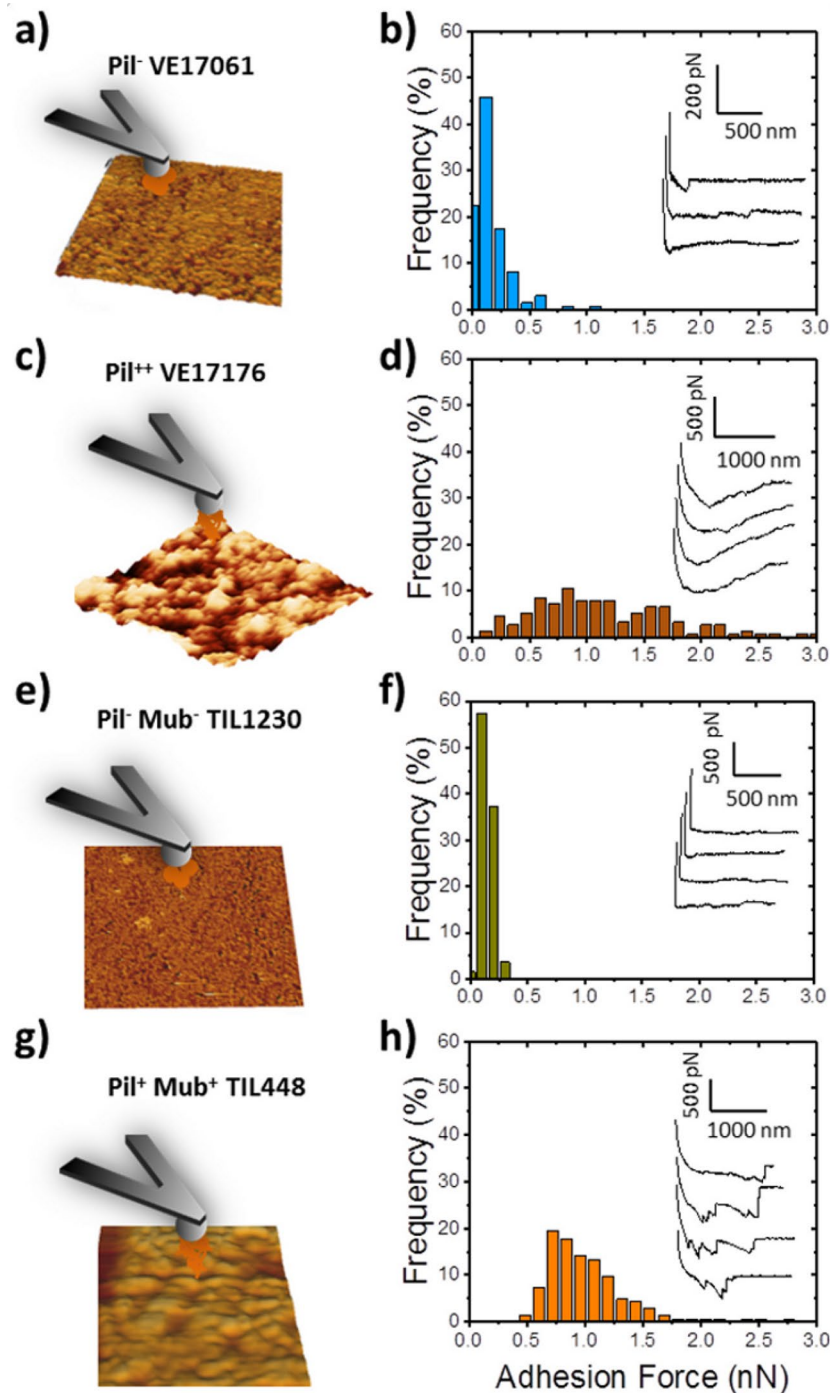 a)
Pil⁻ VE17061
b)
Frequency (%)
60
50
40
30
20
10
0
0.0 0.5 1.0 1.5 2.0 2.5 3.0
200 pN
500 nm
c)
Pil⁺⁺ VE17176
d)
Frequency (%)
60
50
40
30
20
10
0
0.0 0.5 1.0 1.5 2.0 2.5 3.0
500 pN
1000 nm
e)
Pil⁻ Mub⁻ TIL1230
f)
Frequency (%)
60
50
40
30
20
10
0
0.0 0.5 1.0 1.5 2.0 2.5 3.0
500 pN
500 nm
g)
Pil⁺ Mub⁺ TIL448
h)
Frequency (%)
60
50
40
30
20
10
0
0.0 0.5 1.0 1.5 2.0 2.5 3.0
500 pN
1000 nm
Adhesion Force (nN)